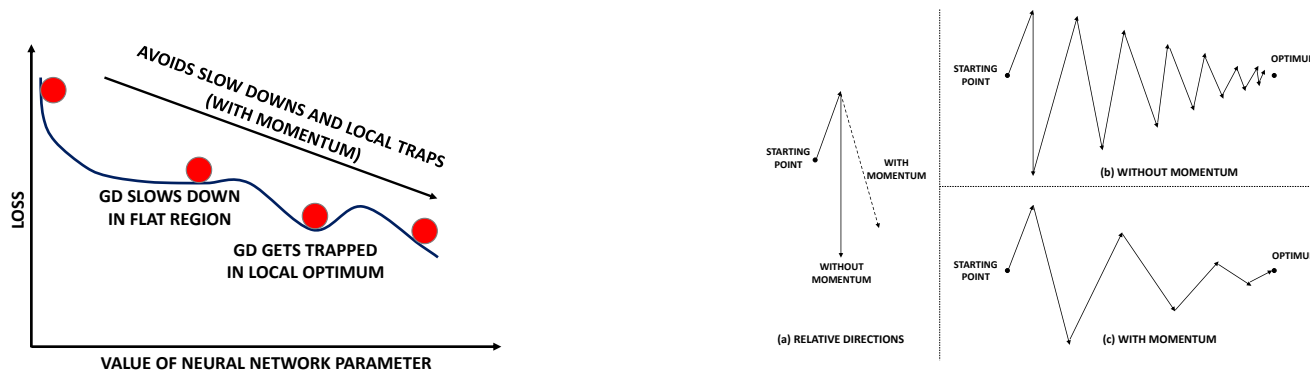 LOSS
AVOIDS SLOW DOWNS AND LOCAL TRAPS
(WITH MOMENTUM)
GD SLOWS DOWN
IN FLAT REGION
GD GETS TRAPPED
IN LOCAL OPTIMUM
VALUE OF NEURAL NETWORK PARAMETER
STARTING
POINT
WITH
MOMENTUM
WITHOUT
MOMENTUM
(a) RELATIVE DIRECTIONS
STARTING
POINT
OPTIMUM
(b) WITHOUT MOMENTUM
STARTING
POINT
OPTIMUM
(c) WITH MOMENTUM